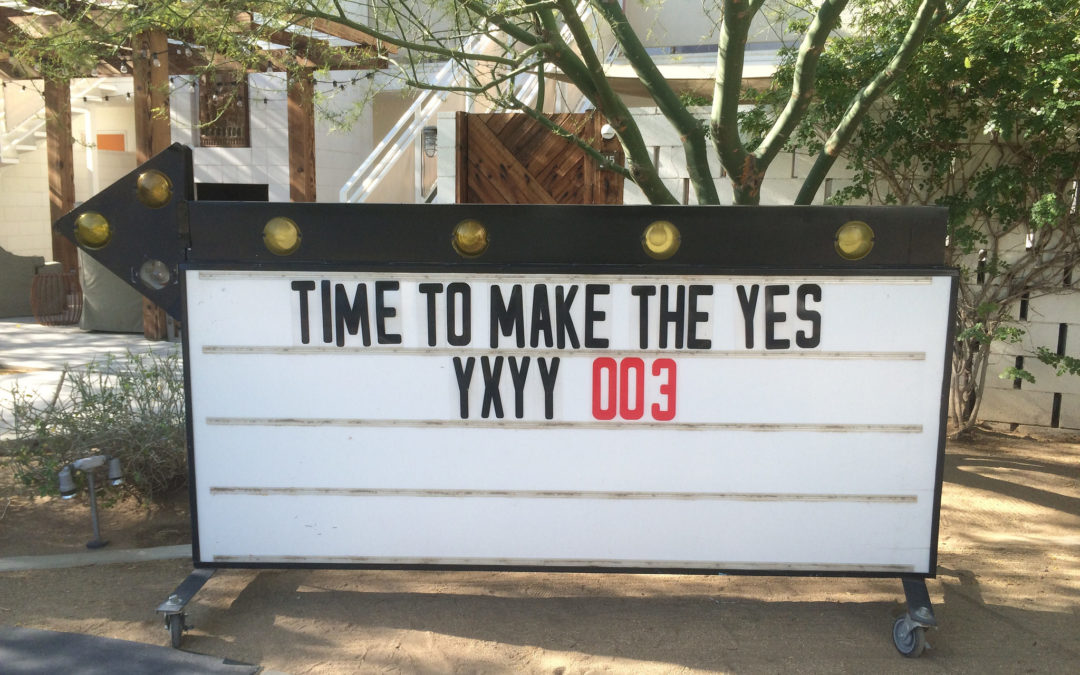 TIME TO MAKE THE YES
YXYY 003